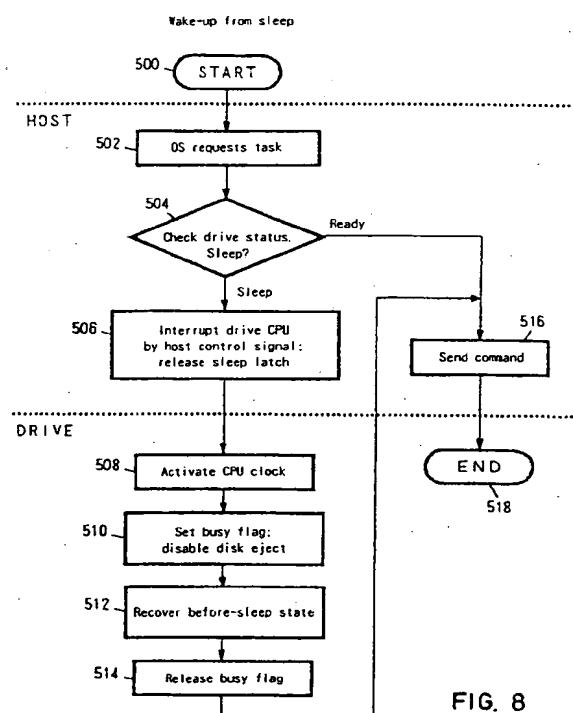 Wake-up from sleep
500
START
HOST
502
OS requests task
504
Check drive status.
Sleep?
Ready
Sleep
506
Interrupt drive CPU
by host control signal;
release sleep latch
516
Send command
DRIVE
508
Activate CPU clock
END
518
510
Set busy flag;
disable disk eject
512
Recover before-sleep state
514
Release busy flag
FIG. 8